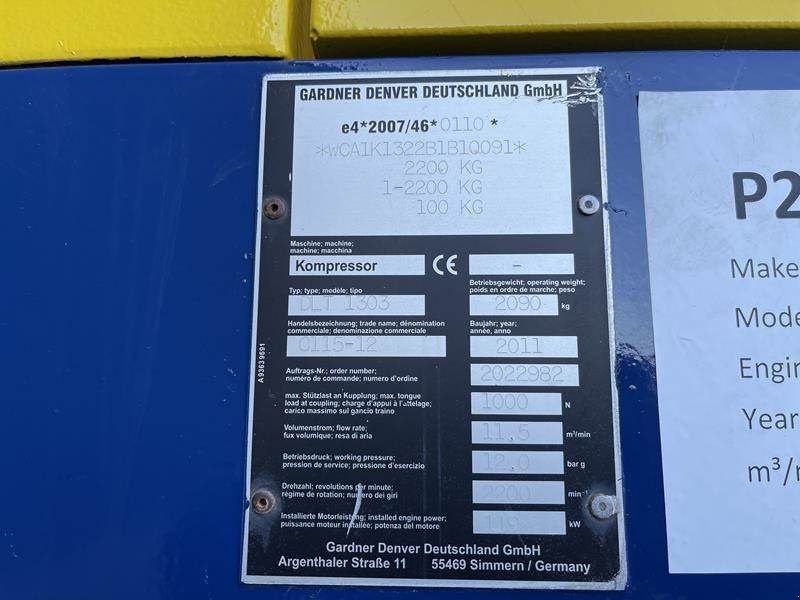 GARDNER DENVER DEUTSCHLAND GmbH
e4*2007/46*0110 *
*WCA1K1322B1B1Q091*
2200 KG
1-2200 KG
100 KG
Maschine; machine;
machine; macchina
Kompressor
CE
-
Typ; type; modèle; tipo
DLT 1303
Betriebsgewicht; operating weight;
poids en ordre de marche; peso
2090 kg
Handelsbezeichnung; trade name; dénomination
commerciale; denominazione commerciale
C115-12
Baujahr; year;
année, anno
2011
Auftrags-Nr.; order number;
numéro de commande; numero d'ordine
2022982
max. Stützlast an Kupplung; max. tongue
load at coupling; charge d'appui à l'attelage;
carico massimo sul gancio traino
1000 N
Volumenstrom; flow rate;
fux volumique; resa di aria
11,5 m³/min
Betriebsdruck; working pressure;
pression de service; pressione d'esercizio
12,0 bar g
Drehzahl; revolutions per minute;
régime de rotation; numero dei giri
2200 min⁻¹
Installierte Motorleistung; installed engine power;
puissance moteur installée; potenza del motore
119 kW
Gardner Denver Deutschland GmbH
Argenthaler Straße 11 55469 Simmern / Germany
A93639691
P2
Make
Mode
Engin
Year
m³/